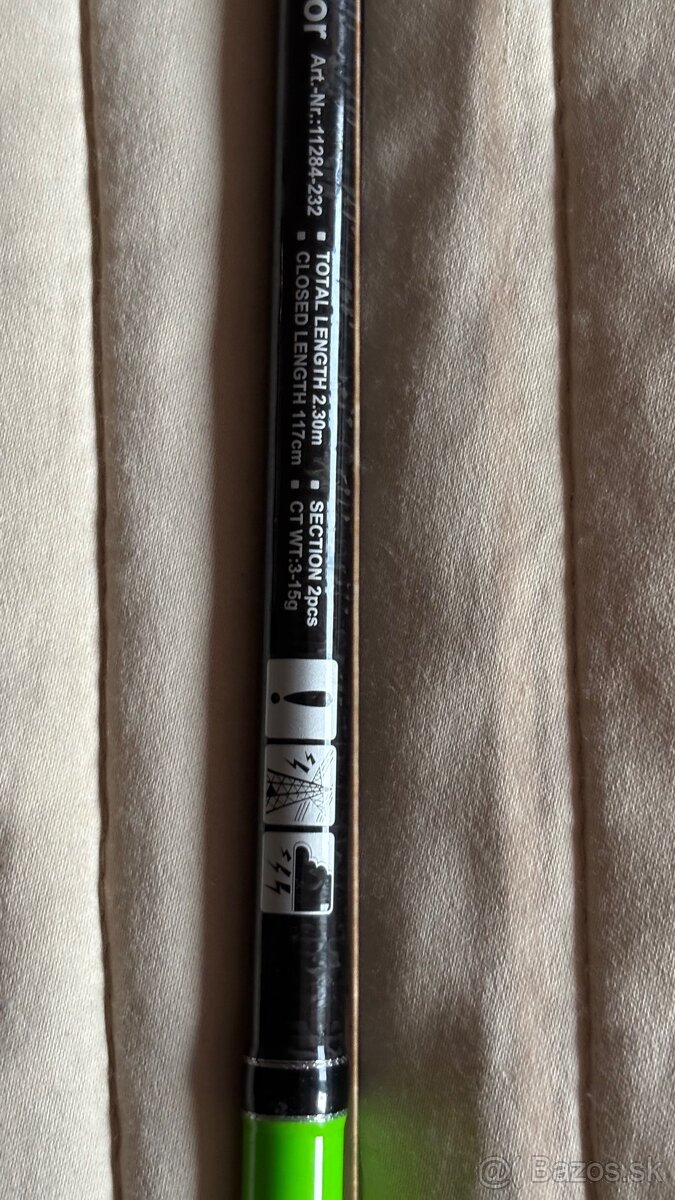 or Art.-Nr.:11284-232
▪ TOTAL LENGTH 2.30m ▪ SECTION 2pcs
▪ CLOSED LENGTH 117cm ▪ CT WT:3-15g
@ Bazos.sk